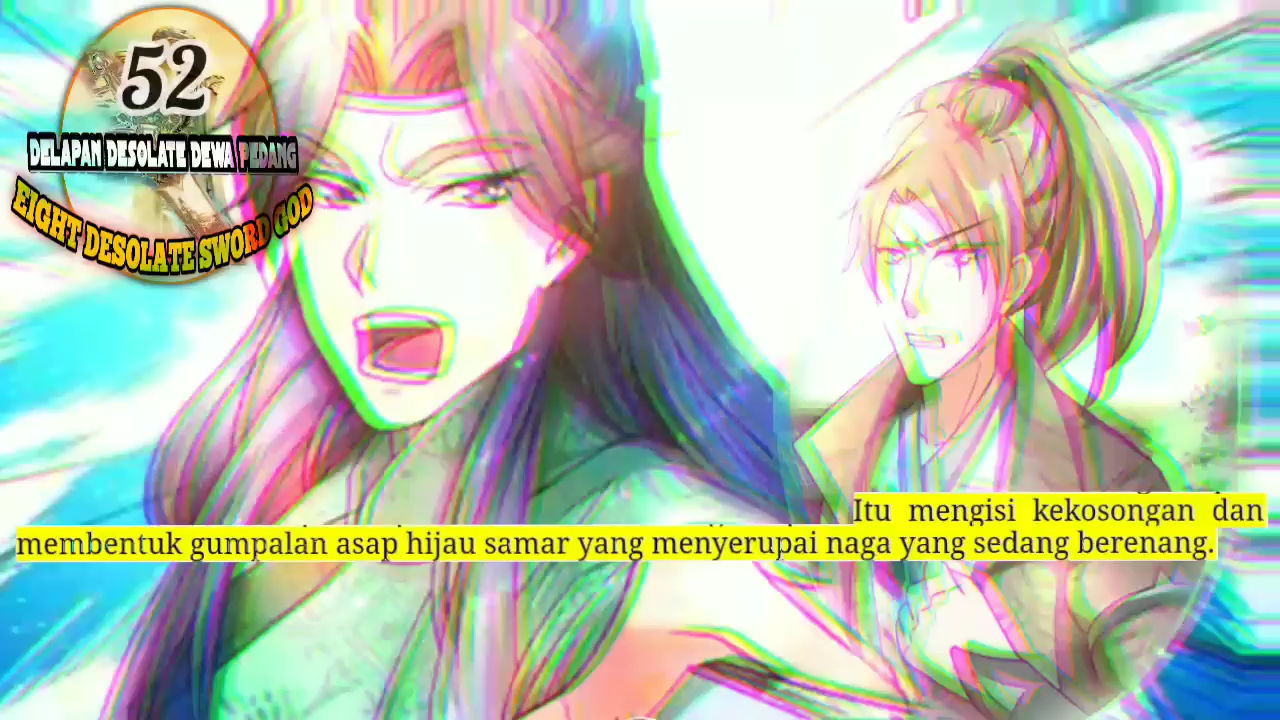 52
DELAPAN DESOLATE DEWA PEDANG
EIGHT DESOLATE SWORD GOD
Itu mengisi kekosongan dan
membentuk gumpalan asap hijau samar yang menyerupai naga yang sedang berenang.